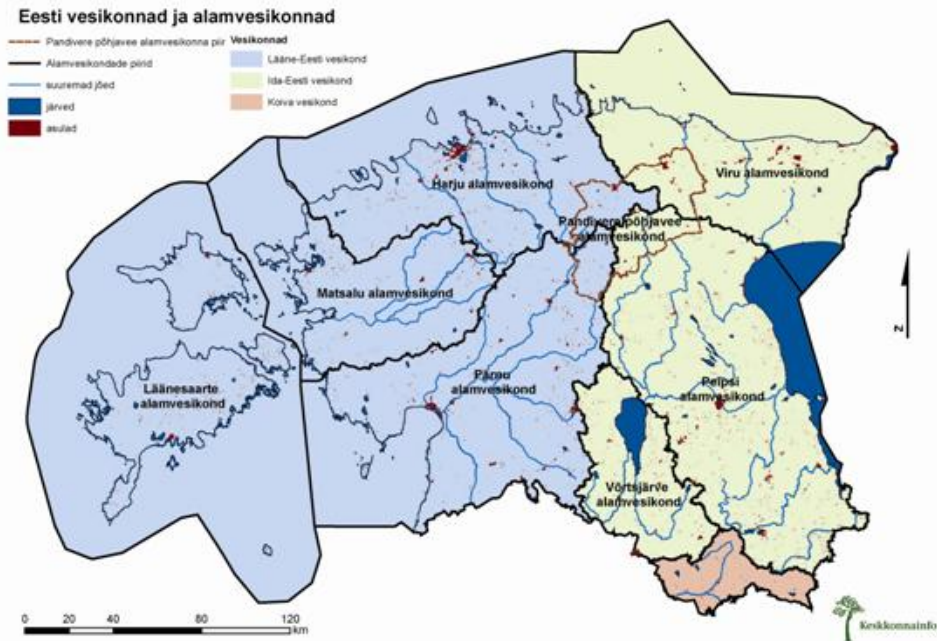 Eesti vesikonnad ja alamvesikonnad
Pandivere põhjavee alamvesikonna piir
Alamvesikondade piirid
suuremad jõed
järved
asulad
Vesikonnad
Lääne-Eesti vesikond
Ida-Eesti vesikond
Koiva vesikond
Harju alamvesikond
Viru alamvesikond
Pandivere põhjavee
alamvesikond
Matsalu alamvesikond
Läänesaarte
alamvesikond
Pärnu
alamvesikond
Peipsi
alamvesikond
Võrtsjärve
alamvesikond
N
0 20 40 80 120
km
Keskkonnainfo